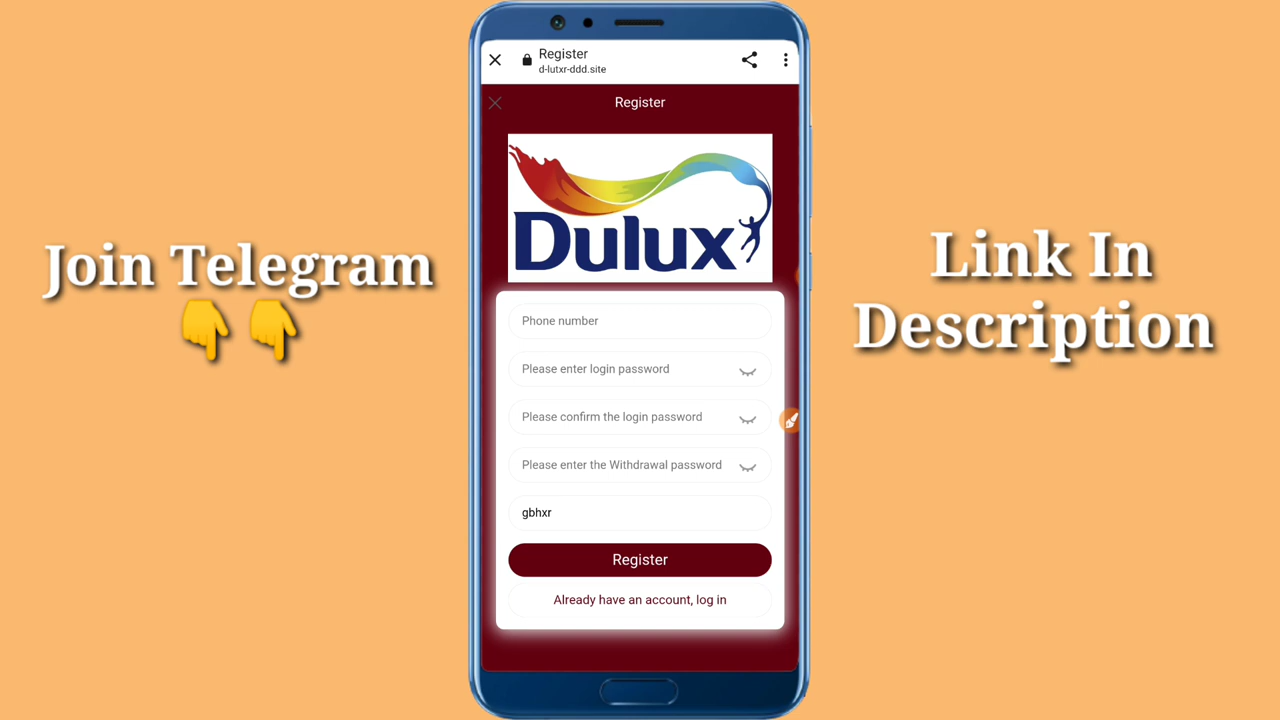 Join Telegram
👇👇
Register
d-lutxr-ddd.site
Register
Dulux
Phone number
Please enter login password
Please confirm the login password
Please enter the Withdrawal password
gbhxr
Register
Already have an account, log in
Link In
Description